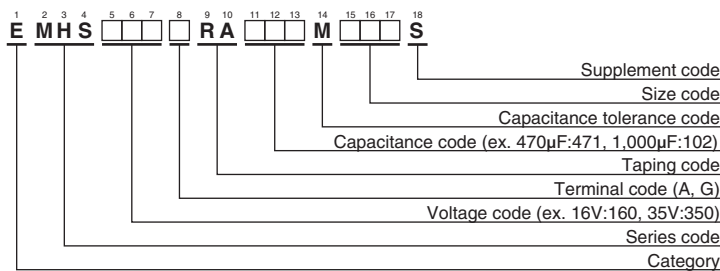 1 2 3 4 5 6 7 8 9 10 11 12 13 14 15 16 17 18
E MHS □□□ □ RA □□□ M □□□ S
Supplement code
Size code
Capacitance tolerance code
Capacitance code (ex. 470µF:471, 1,000µF:102)
Taping code
Terminal code (A, G)
Voltage code (ex. 16V:160, 35V:350)
Series code
Category